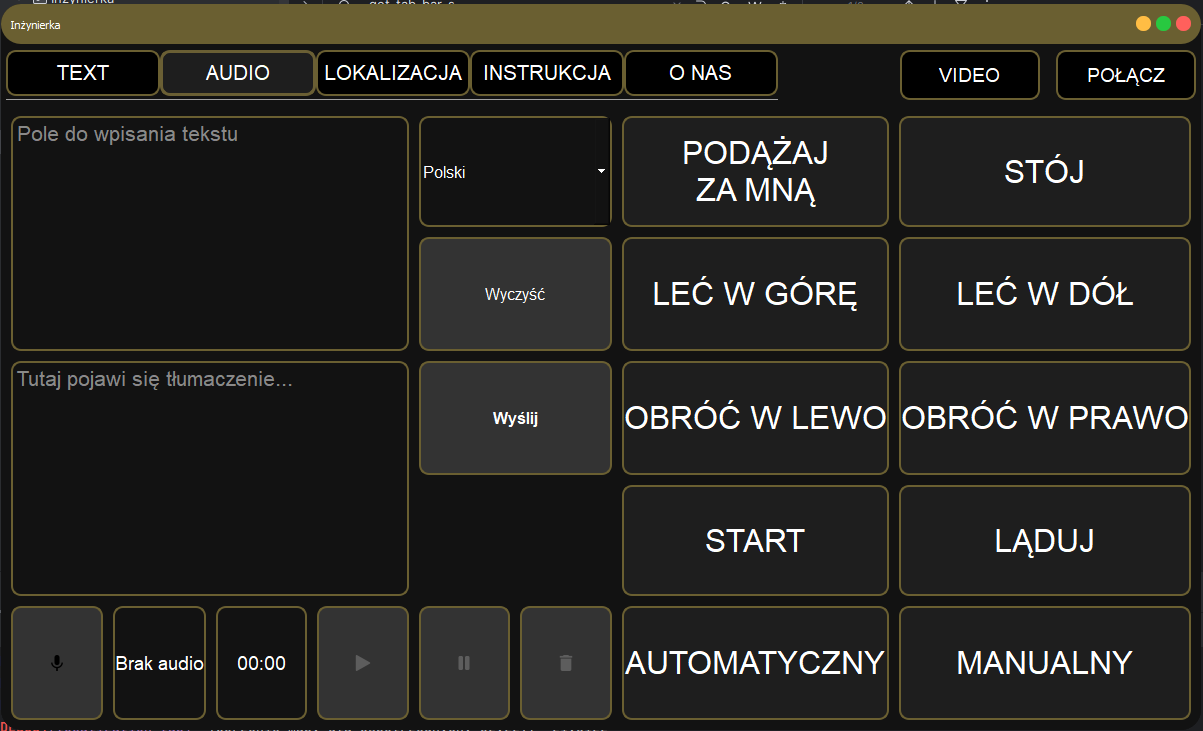 Inżynierka
TEXT
AUDIO
LOKALIZACJA
INSTRUKCJA
O NAS
VIDEO
POŁĄCZ
Pole do wpisania tekstu
Polski
PODĄŻAJ
ZA MNĄ
STÓJ
Wyczyść
LEĆ W GÓRĘ
LEĆ W DÓŁ
Tutaj pojawi się tłumaczenie...
Wyślij
OBRÓĆ W LEWO
OBRÓĆ W PRAWO
START
LĄDUJ
Brak audio
00:00
AUTOMATYCZNY
MANUALNY